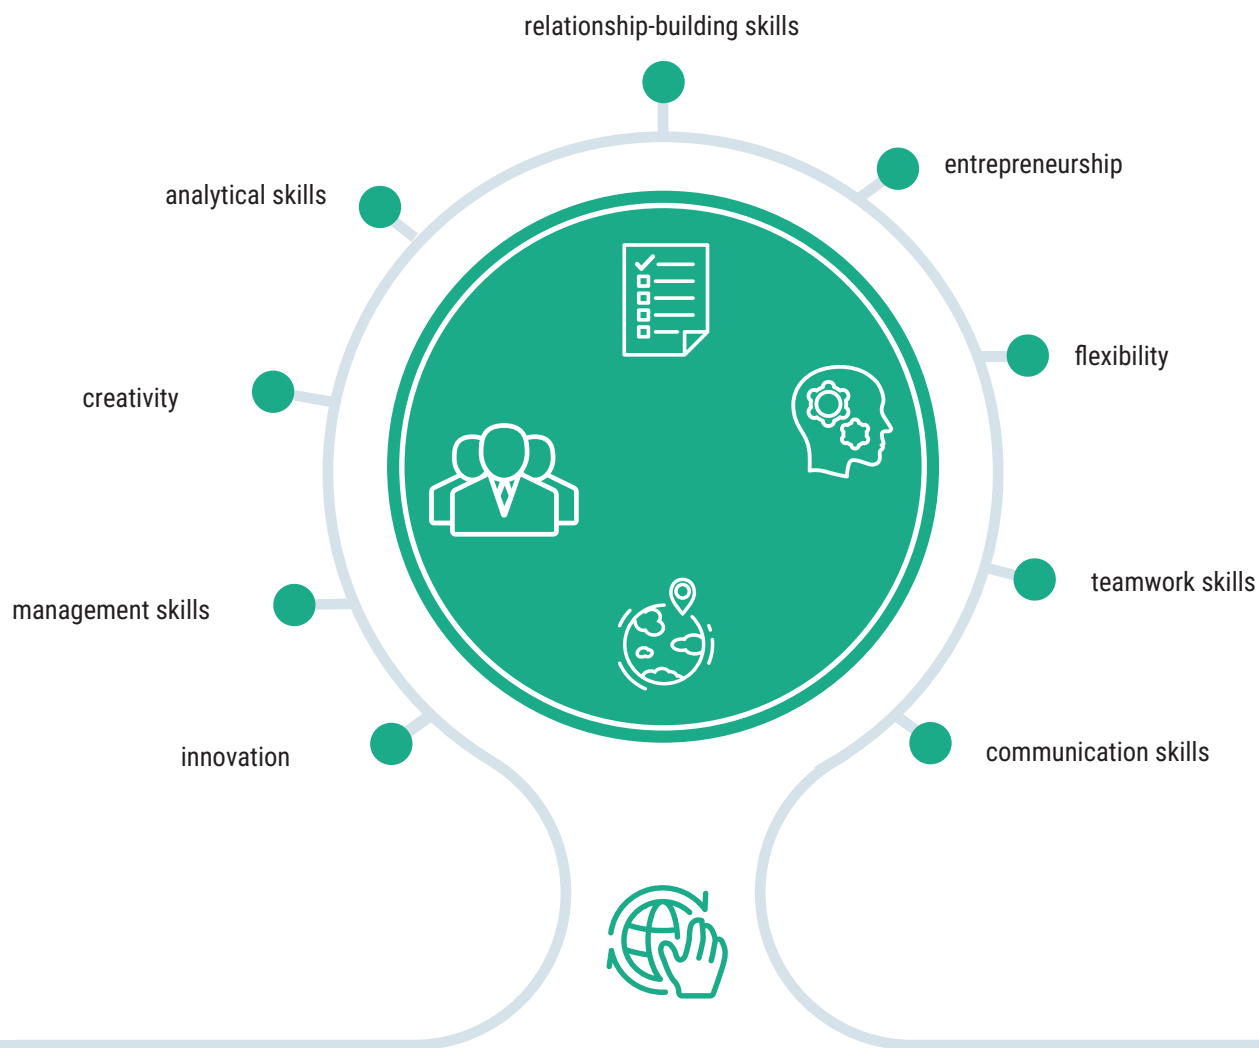 relationship-building skills
entrepreneurship
analytical skills
flexibility
creativity
teamwork skills
management skills
communication skills
innovation